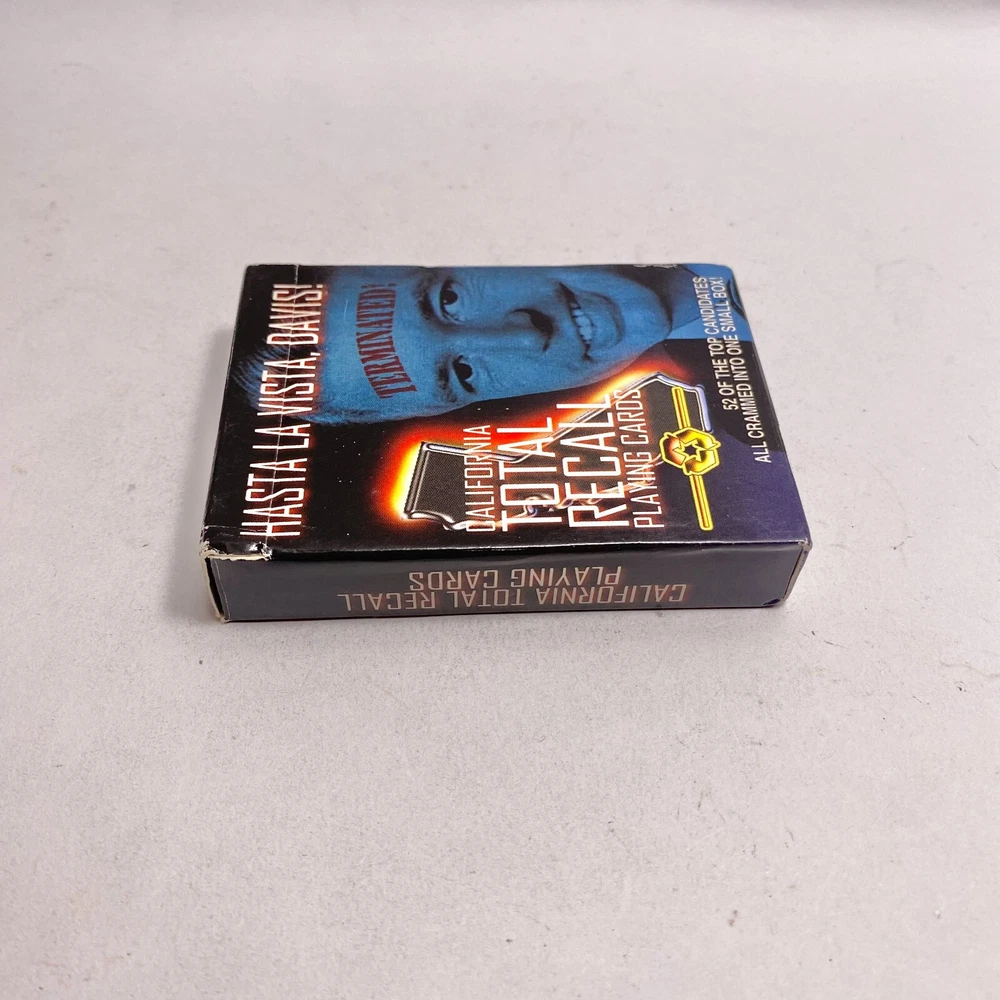 HASTA LA VISTA, DAVIS!
TERMINATED!
CALIFORNIA
TOTAL
RECALL
PLAYING CARDS
52 OF THE TOP CANDIDATES
ALL CRAMMED INTO ONE SMALL BOX!
CALIFORNIA TOTAL RECALL
PLAYING CARDS